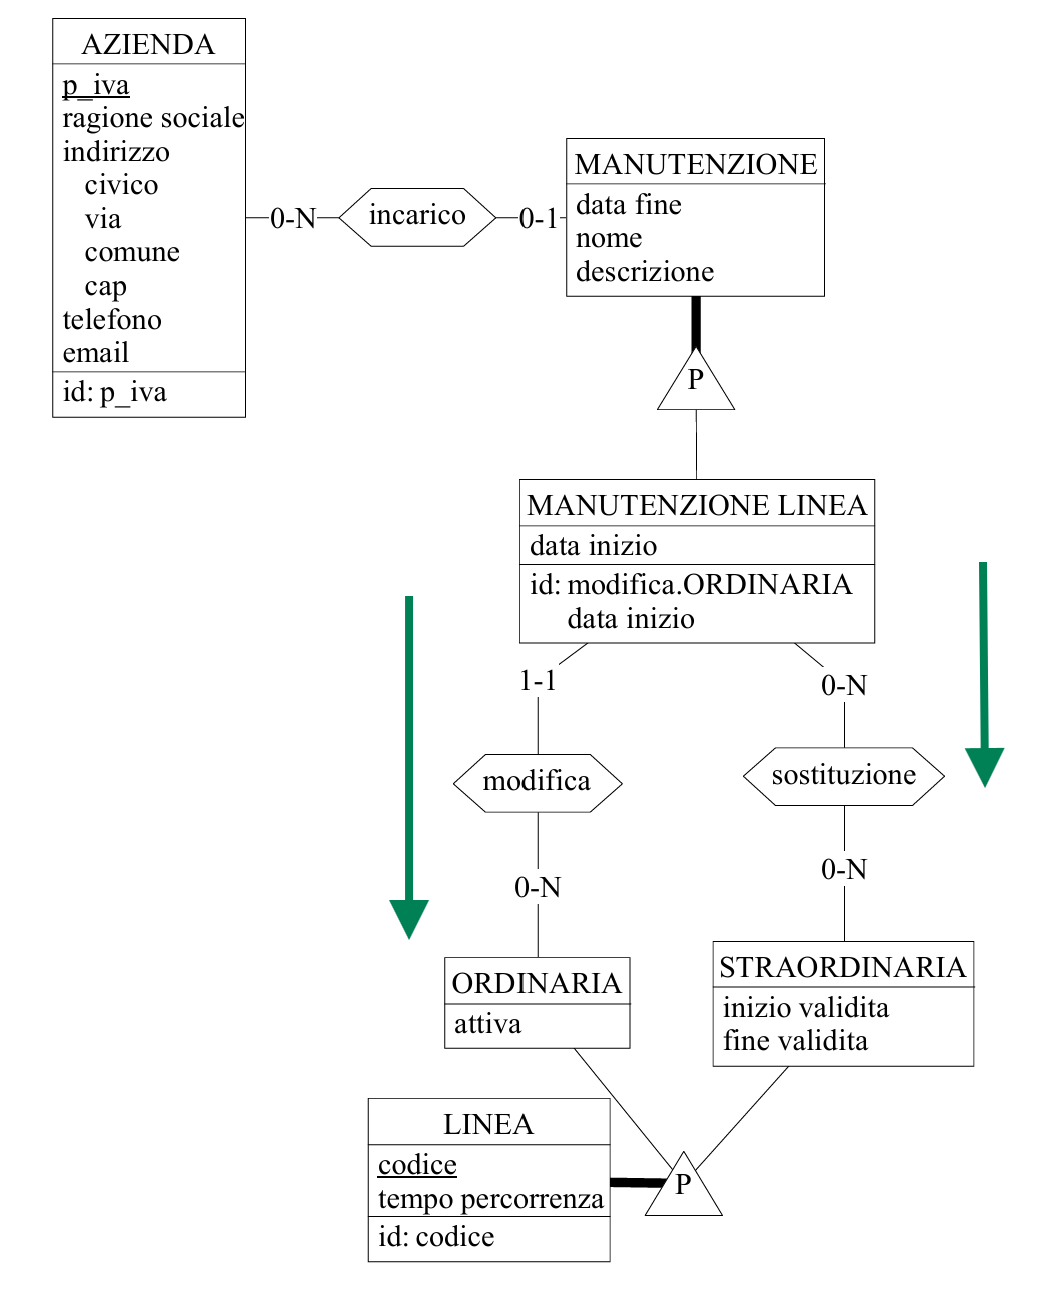 AZIENDA
p_iva
ragione sociale
indirizzo
civico
via
comune
cap
telefono
email
id: p_iva
0-N
incarico
0-1
MANUTENZIONE
data fine
nome
descrizione
P
MANUTENZIONE LINEA
data inizio
id: modifica.ORDINARIA
data inizio
1-1
0-N
modifica
sostituzione
0-N
0-N
ORDINARIA
attiva
STRAORDINARIA
inizio validita
fine validita
LINEA
codice
tempo percorrenza
id: codice
P